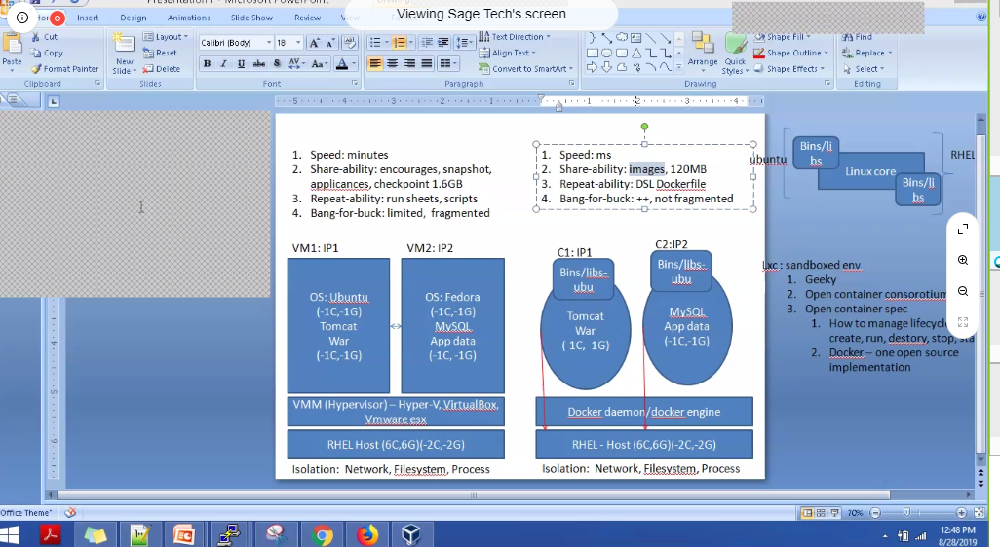 Viewing Sage Tech's screen
Home
Insert
Design
Animations
Slide Show
Review
View
Paste
Cut
Copy
Format Painter
Clipboard
New Slide
Layout
Reset
Delete
Slides
Calibri (Body)
18
B I U abc S AV Aa A
Font
Text Direction
Align Text
Convert to SmartArt
Paragraph
Arrange
Quick Styles
Shape Fill
Shape Outline
Shape Effects
Drawing
Find
Replace
Select
Editing
1. Speed: minutes
2. Share-ability: encourages, snapshot,
applicances, checkpoint 1.6GB
3. Repeat-ability: run sheets, scripts
4. Bang-for-buck: limited, fragmented
1. Speed: ms
2. Share-ability: images, 120MB
3. Repeat-ability: DSL Dockerfile
4. Bang-for-buck: ++, not fragmented
VM1: IP1
VM2: IP2
OS: Ubuntu
(-1C,-1G)
Tomcat
War
(-1C, -1G)
OS: Fedora
(-1C,-1G)
MySQL
App data
(-1C, -1G)
VMM (Hypervisor) – Hyper-V, VirtualBox,
Vmware esx
RHEL Host (6C,6G)(-2C,-2G)
Isolation: Network, Filesystem, Process
C1: IP1
Bins/libs-
ubu
Tomcat
War
(-1C, -1G)
C2:IP2
Bins/libs-
ubu
MySQL
App data
(-1C, -1G)
Docker daemon/docker engine
RHEL - Host (6C,6G)(-2C,-2G)
Isolation: Network, Filesystem, Process
ubuntu
Bins/li
bs
Linux core
Bins/li
bs
RHEL
Lxc : sandboxed env
1. Geeky
2. Open container consorotium
3. Open container spec
1. How to manage lifecycle
create, run, destory, stop, sta
2. Docker – one open source
implementation
Office Theme"
70%
12:48 PM
8/28/2019